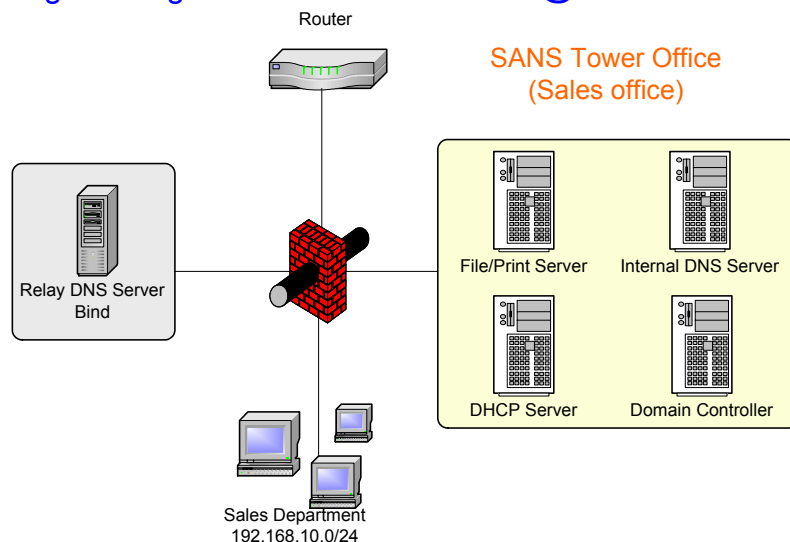 Router
SANS Tower Office
(Sales office)
Relay DNS Server
Bind
File/Print Server
Internal DNS Server
DHCP Server
Domain Controller
Sales Department
192.168.10.0/24